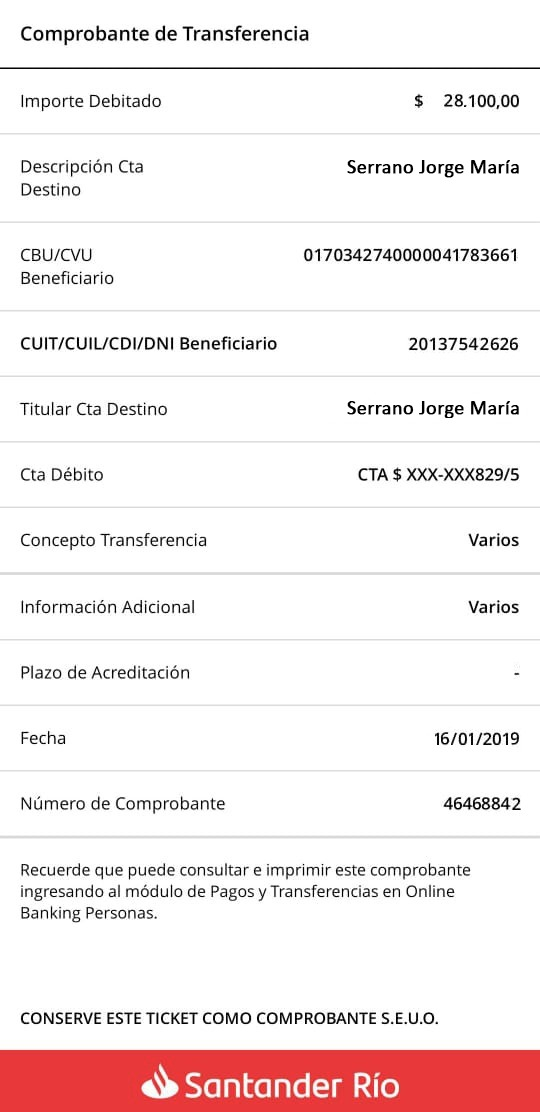 Comprobante de Transferencia
Importe Debitado $ 28.100,00
Descripción Cta Serrano Jorge María
Destino
CBU/CVU 0170342740000041783661
Beneficiario
CUIT/CUIL/CDI/DNI Beneficiario 20137542626
Titular Cta Destino Serrano Jorge María
Cta Débito CTA $ XXX-XXX829/5
Concepto Transferencia Varios
Información Adicional Varios
Plazo de Acreditación -
Fecha 16/01/2019
Número de Comprobante 46468842
Recuerde que puede consultar e imprimir este comprobante
ingresando al módulo de Pagos y Transferencias en Online
Banking Personas.
CONSERVE ESTE TICKET COMO COMPROBANTE S.E.U.O.
Santander Río